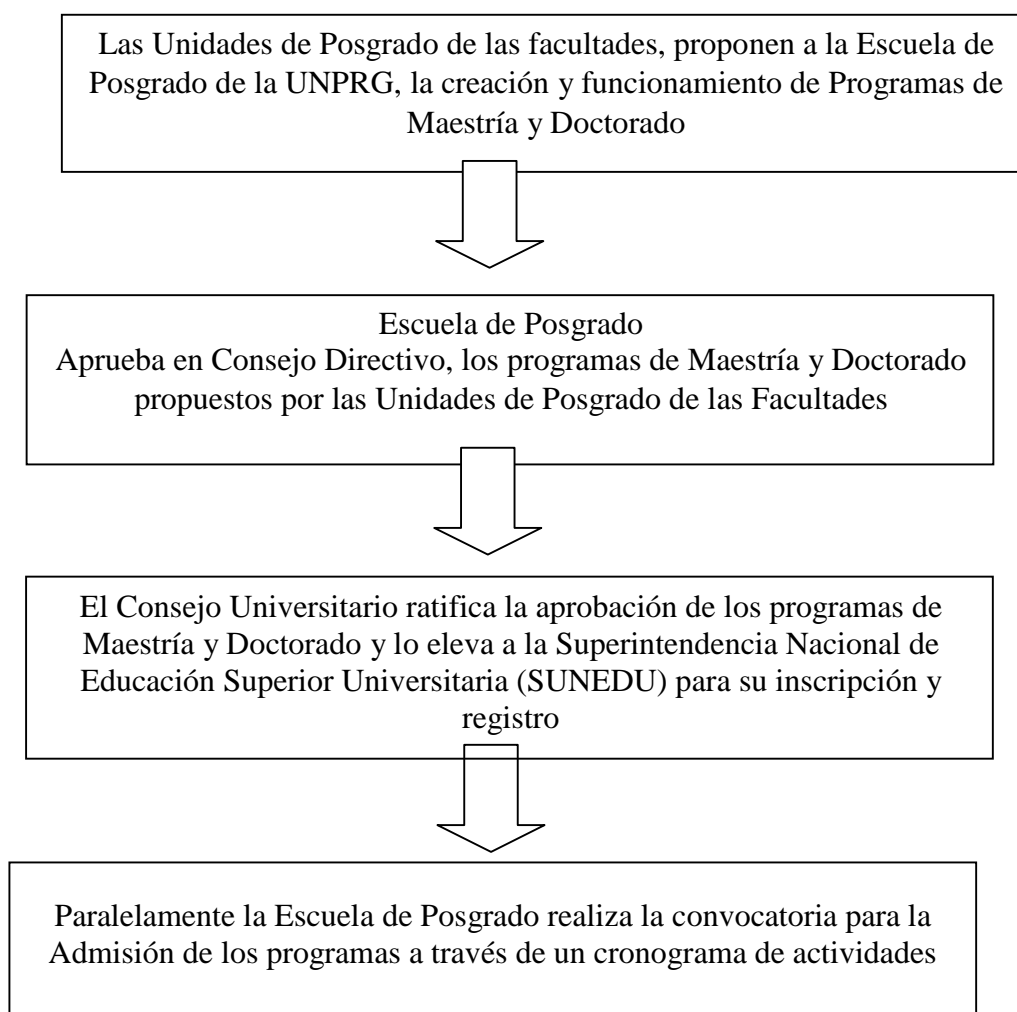 Las Unidades de Posgrado de las facultades, proponen a la Escuela de
Posgrado de la UNPRG, la creación y funcionamiento de Programas de
Maestría y Doctorado
Escuela de Posgrado
Aprueba en Consejo Directivo, los programas de Maestría y Doctorado
propuestos por las Unidades de Posgrado de las Facultades
El Consejo Universitario ratifica la aprobación de los programas de
Maestría y Doctorado y lo eleva a la Superintendencia Nacional de
Educación Superior Universitaria (SUNEDU) para su inscripción y
registro
Paralelamente la Escuela de Posgrado realiza la convocatoria para la
Admisión de los programas a través de un cronograma de actividades